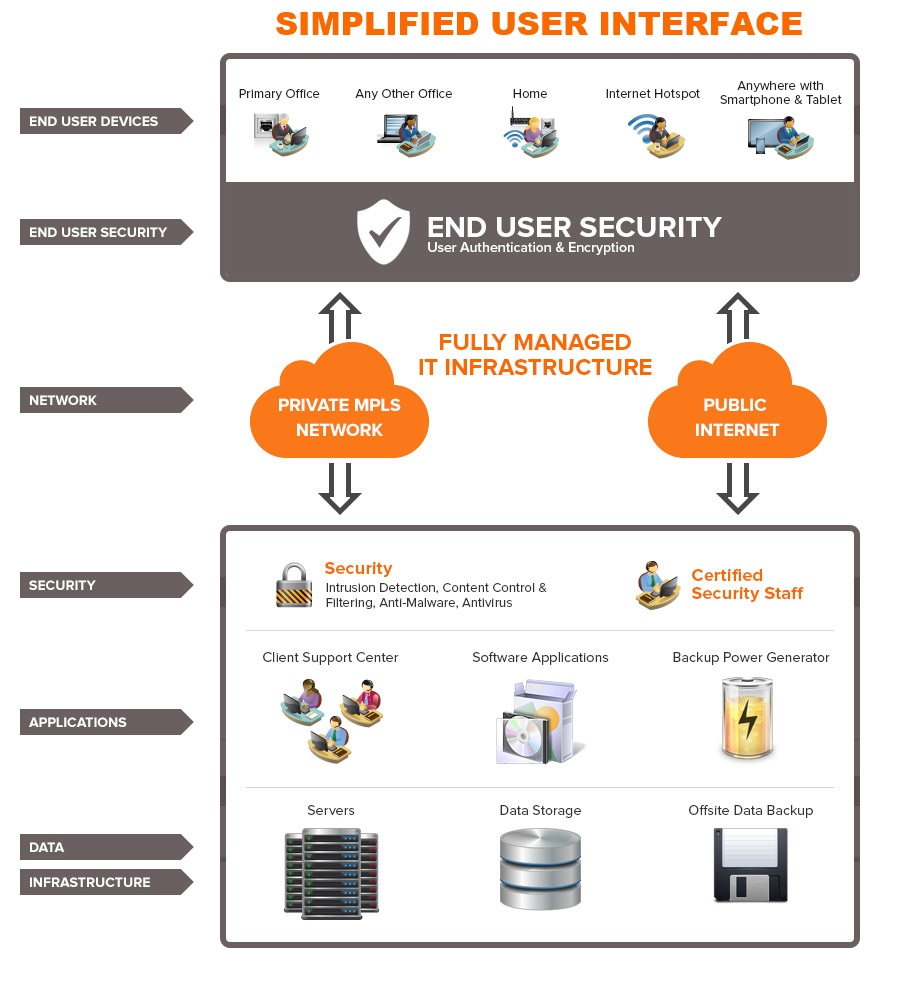 SIMPLIFIED USER INTERFACE
END USER DEVICES
Primary Office
Any Other Office
Home
Internet Hotspot
Anywhere with
Smartphone & Tablet
END USER SECURITY
END USER SECURITY
User Authentication & Encryption
FULLY MANAGED
IT INFRASTRUCTURE
NETWORK
PRIVATE MPLS
NETWORK
PUBLIC
INTERNET
SECURITY
Security
Intrusion Detection, Content Control &
Filtering, Anti-Malware, Antivirus
Certified
Security Staff
APPLICATIONS
Client Support Center
Software Applications
Backup Power Generator
DATA
INFRASTRUCTURE
Servers
Data Storage
Offsite Data Backup